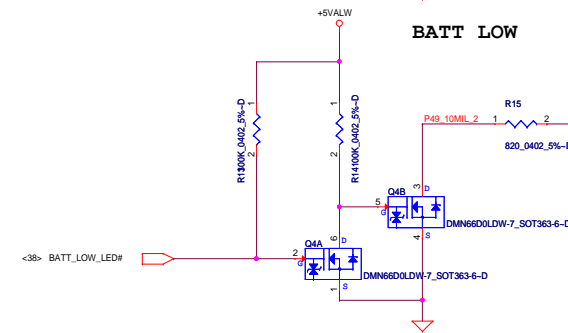 +5VALW
BATT LOW
R13
100K_0402_5%~D
1
2
R14
100K_0402_5%~D
1
2
P49_10MIL_2
R15
1
2
820_0402_5%~D
Q4B
3
D
5
G
4
S
DMN66D0LDW-7_SOT363-6~D
<38> BATT_LOW_LED#
Q4A
6
D
2
G
1
S
DMN66D0LDW-7_SOT363-6~D